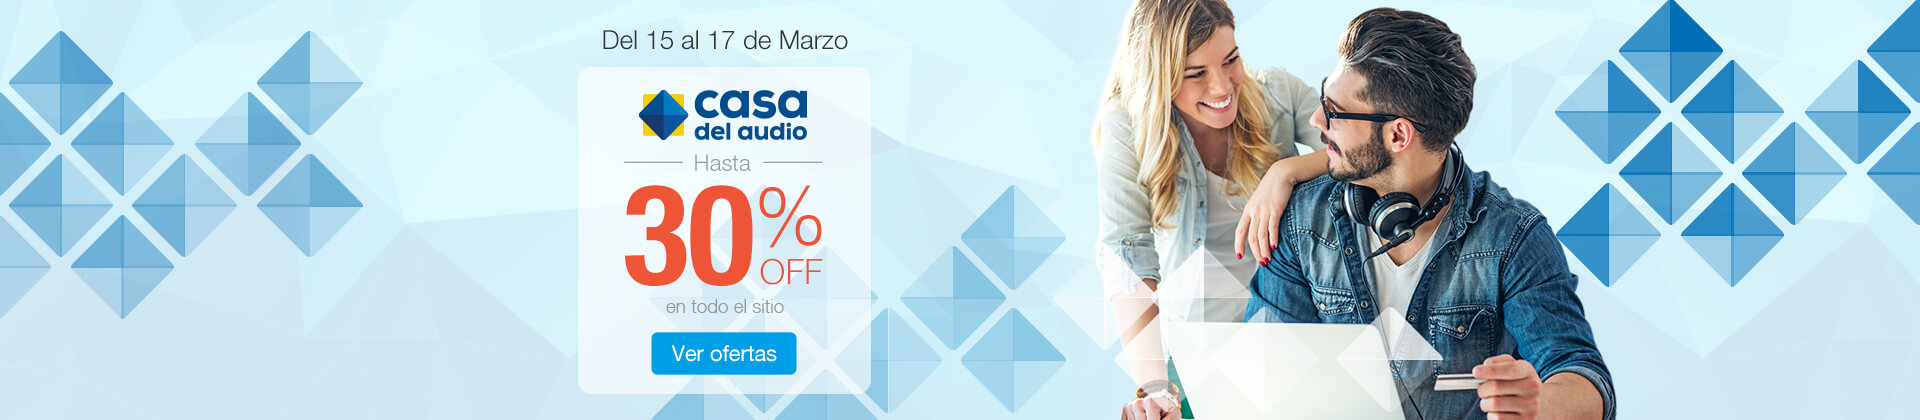 Del 15 al 17 de Marzo
casa
del audio
Hasta
30%
OFF
en todo el sitio
Ver ofertas